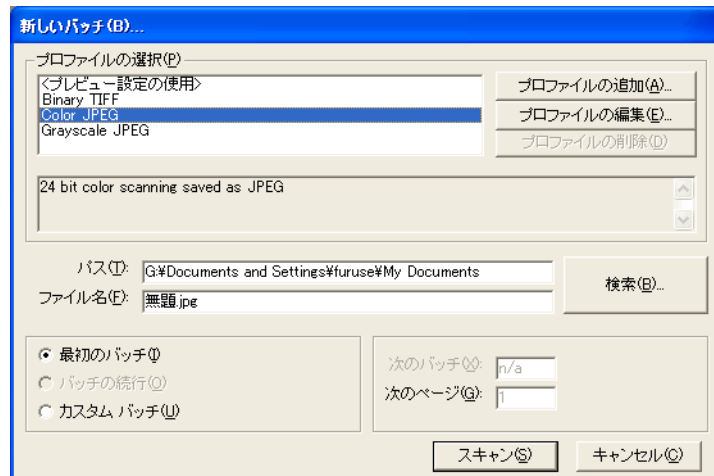 新しいバッチ(B)...
プロファイルの選択(P)
<プレビュー設定の使用>
Binary TIFF
Color JPEG
Grayscale JPEG
プロファイルの追加(A)...
プロファイルの編集(E)...
プロファイルの削除(D)
24 bit color scanning saved as JPEG
パス(T):
G:¥Documents and Settings¥furuse¥My Documents
ファイル名(F):
無題.jpg
検索(B)...
最初のバッチ(I)
バッチの続行(O)
カスタム バッチ(U)
次のバッチ(X):
n/a
次のページ(G):
1
スキャン(S)
キャンセル(C)